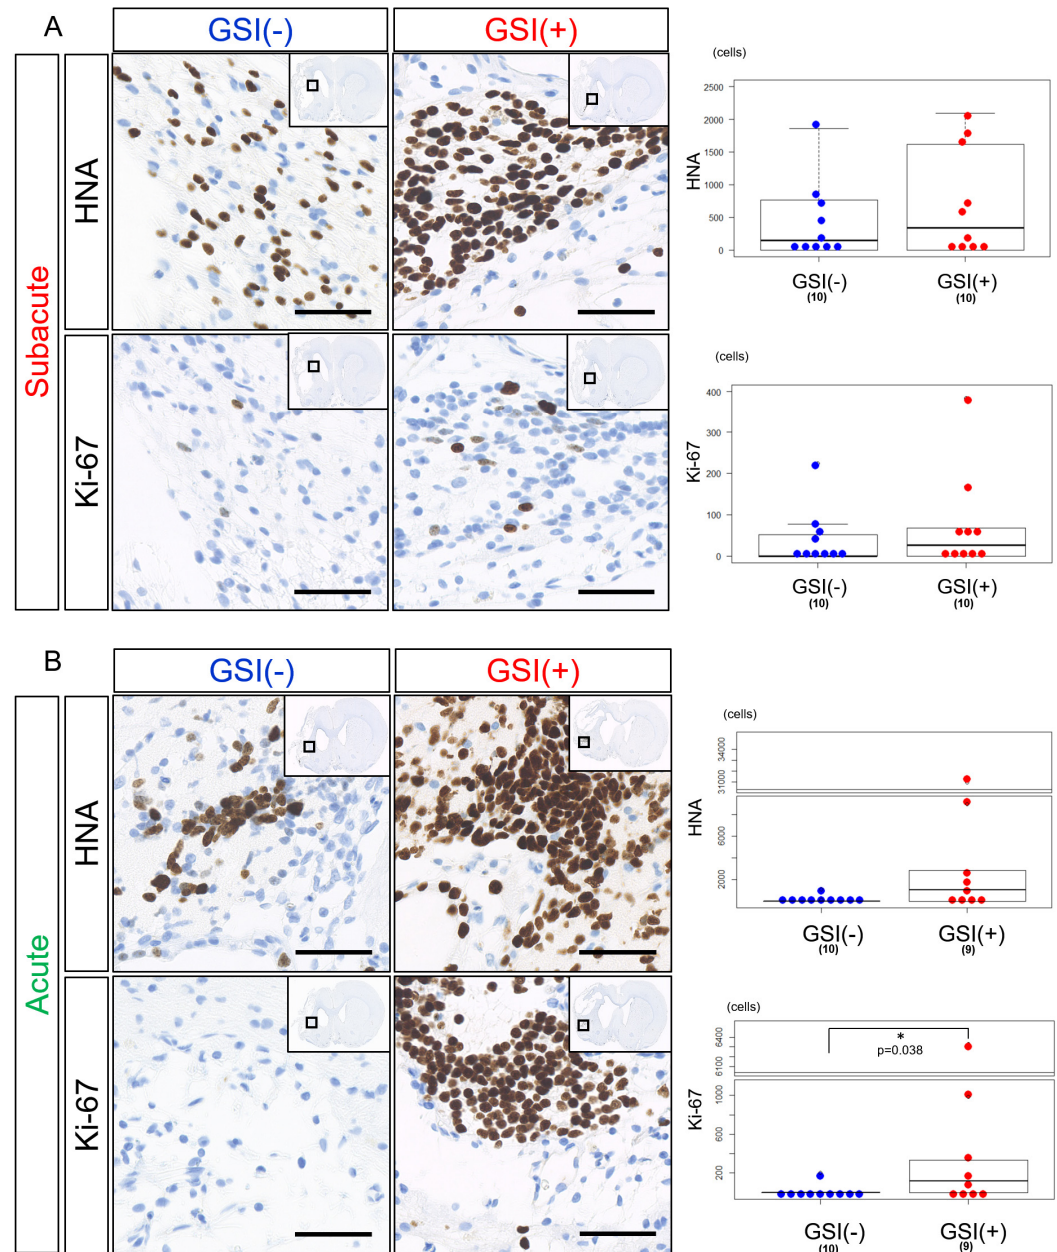 A
GSI(-)
GSI(+)
Subacute
HNA
Ki-67
(cells)
HNA
2500
2000
1500
1000
500
0
GSI(-)
(10)
GSI(+)
(10)
(cells)
Ki-67
400
300
200
100
0
GSI(-)
(10)
GSI(+)
(10)
B
GSI(-)
GSI(+)
Acute
HNA
Ki-67
(cells)
HNA
34000
31000
6000
2000
GSI(-)
(10)
GSI(+)
(9)
(cells)
Ki-67
6400
6100
1000
600
200
*
p=0.038
GSI(-)
(10)
GSI(+)
(9)